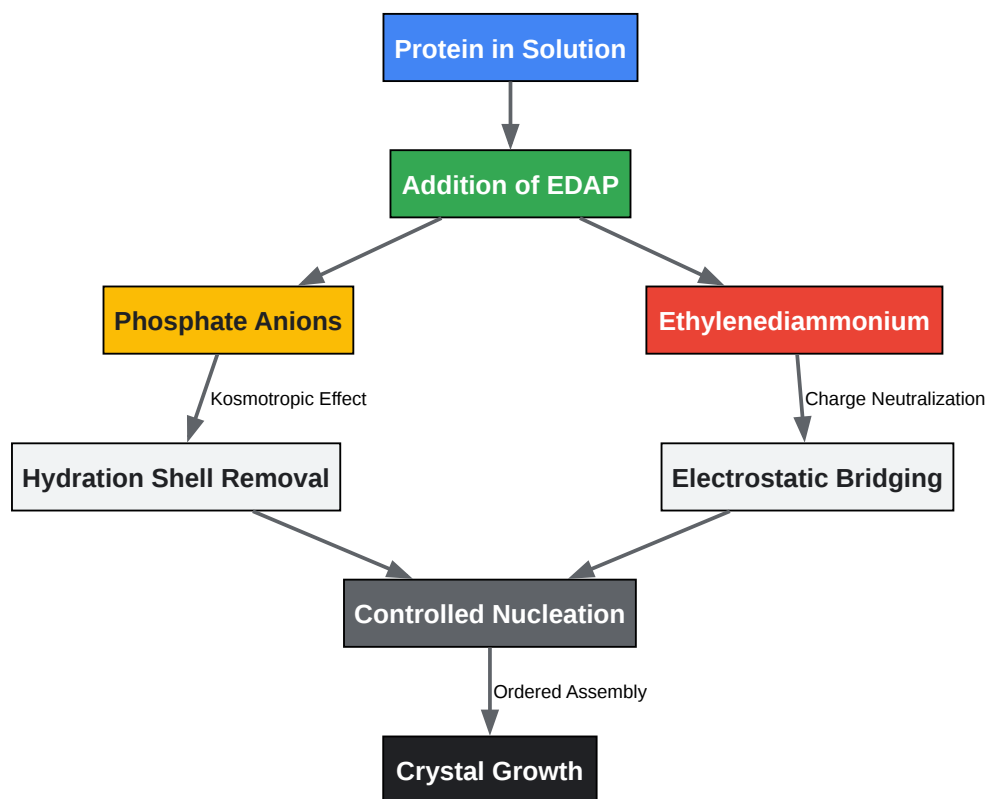 Protein in Solution
Addition of EDAP
Phosphate Anions
Ethylenediammonium
Kosmotropic Effect
Charge Neutralization
Hydration Shell Removal
Electrostatic Bridging
Controlled Nucleation
Ordered Assembly
Crystal Growth